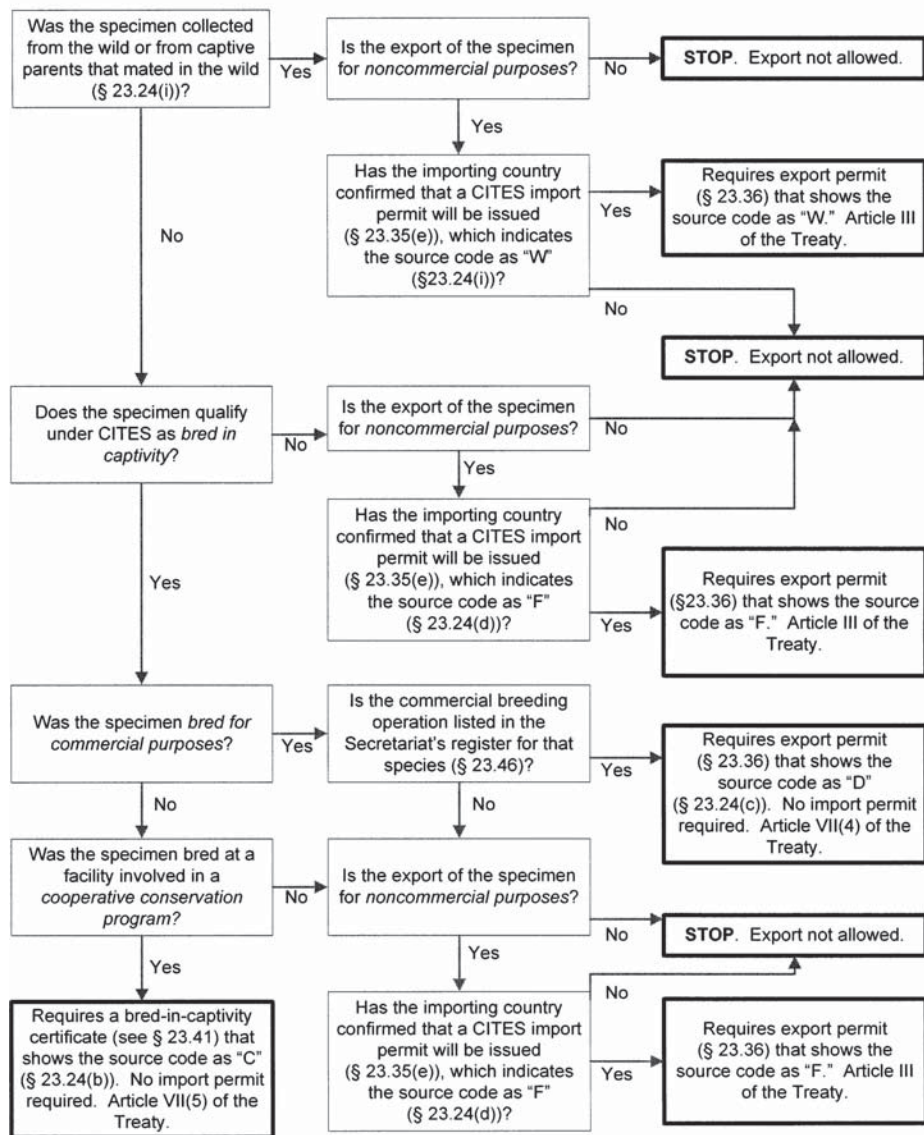 Was the specimen collected
from the wild or from captive
parents that mated in the wild
(§ 23.24(i))?
Yes
Is the export of the specimen
for noncommercial purposes?
No
STOP. Export not allowed.
Yes
Has the importing country
confirmed that a CITES import
permit will be issued
(§ 23.35(e)), which indicates
the source code as “W”
(§23.24(i))?
Yes
Requires export permit
(§ 23.36) that shows the
source code as “W.” Article III
of the Treaty.
No
No
STOP. Export not allowed.
Does the specimen qualify
under CITES as bred in
captivity?
No
Is the export of the specimen
for noncommercial purposes?
No
Yes
Has the importing country
confirmed that a CITES import
permit will be issued
(§ 23.35(e)), which indicates
the source code as “F”
(§ 23.24(d))?
No
Yes
Requires export permit
(§23.36) that shows the source
code as “F.” Article III of the
Treaty.
Yes
Was the specimen bred for
commercial purposes?
Yes
Is the commercial breeding
operation listed in the
Secretariat's register for that
species (§ 23.46)?
Yes
Requires export permit
(§ 23.36) that shows the
source code as “D”
(§ 23.24(c)). No import permit
required. Article VII(4) of the
Treaty.
No
No
Was the specimen bred at a
facility involved in a
cooperative conservation
program?
No
Is the export of the specimen
for noncommercial purposes?
No
STOP. Export not allowed.
Yes
Yes
Requires a bred-in-captivity
certificate (see § 23.41) that
shows the source code as “C”
(§ 23.24(b)). No import permit
required. Article VII(5) of the
Treaty.
Has the importing country
confirmed that a CITES import
permit will be issued
(§ 23.35(e)), which indicates
the source code as “F”
(§ 23.24(d))?
No
Yes
Requires export permit
(§ 23.36) that shows the
source code as “F.” Article III
of the Treaty.